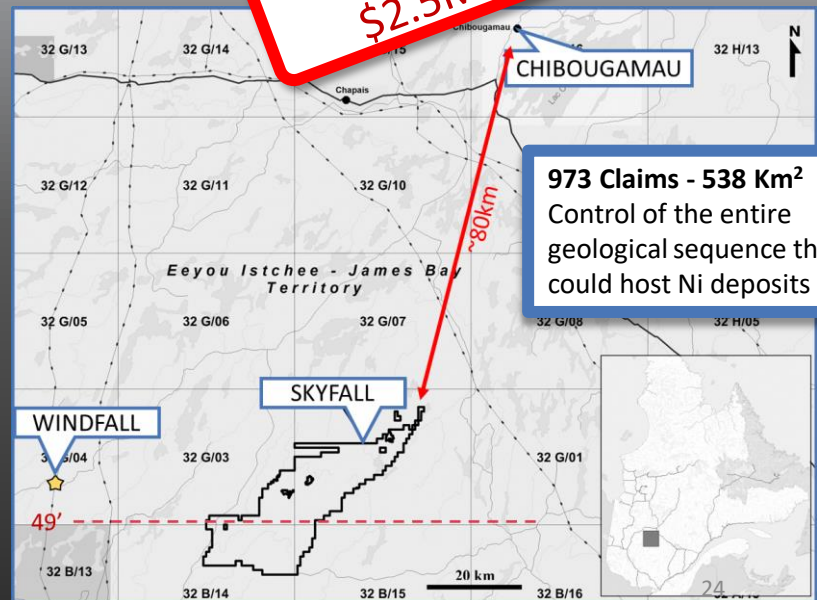 $2.5M
32 G/13
32 G/14
Chibougamau
32 H/13
N
CHIBOUGAMAU
Chapais
32 G/12
32 G/11
32 G/10
973 Claims - 538 Km²
Control of the entire
geological sequence th
could host Ni deposits
~80km
Eeyou Istchee - James Bay
Territory
32 G/05
32 G/06
32 G/07
32 G/08
32 H/05
SKYFALL
WINDFALL
G/04
32 G/03
32 G/01
49'
32 B/13
20 km
32 B/14
32 B/15
32 B/16
24